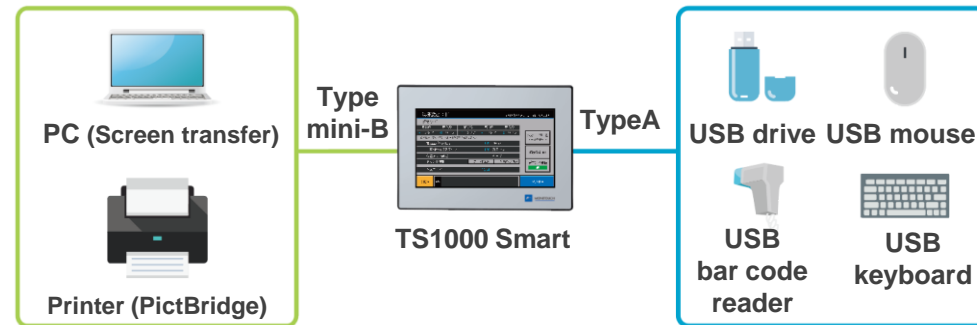 PC (Screen transfer)
Printer (PictBridge)
Type
mini-B
TS1000 Smart
TypeA
USB drive
USB mouse
USB
bar code
reader
USB
keyboard